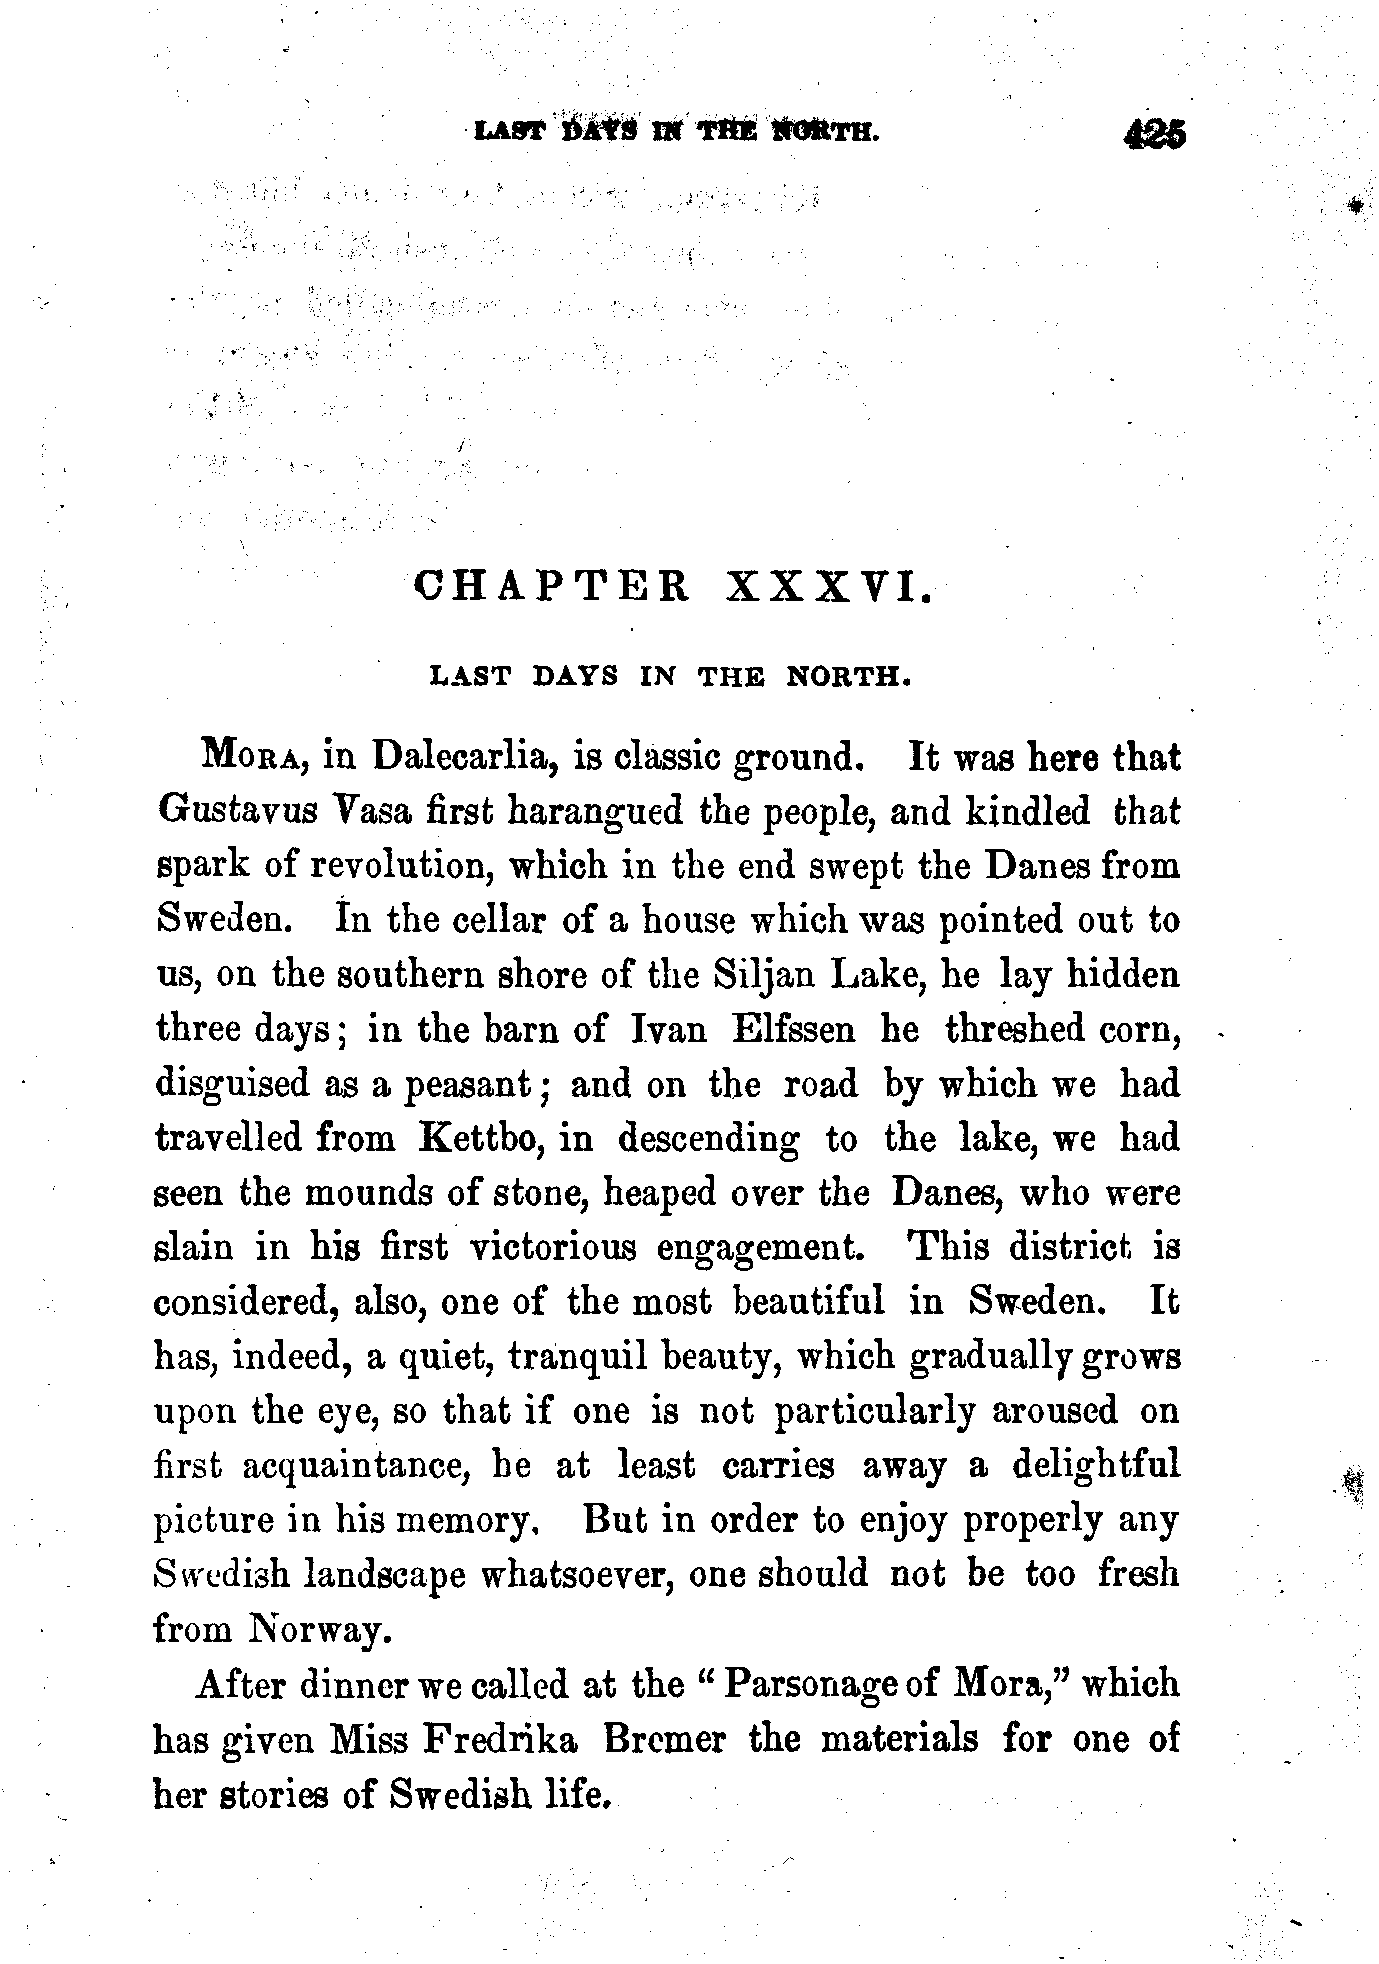 LAST DAYS IN THE NORTH. 425
CHAPTER XXXVI.
LAST DAYS IN THE NORTH.
MORA, in Dalecarlia, is classic ground. It was here that
Gustavus Vasa first harangued the people, and kindled that
spark of revolution, which in the end swept the Danes from
Sweden. In the cellar of a house which was pointed out to
us, on the southern shore of the Siljan Lake, he lay hidden
three days; in the barn of Ivan Elfssen he threshed corn,
disguised as a peasant; and on the road by which we had
travelled from Kettbo, in descending to the lake, we had
seen the mounds of stone, heaped over the Danes, who were
slain in his first victorious engagement. This district is
considered, also, one of the most beautiful in Sweden. It
has, indeed, a quiet, tranquil beauty, which gradually grows
upon the eye, so that if one is not particularly aroused on
first acquaintance, he at least carries away a delightful
picture in his memory. But in order to enjoy properly any
Swedish landscape whatsoever, one should not be too fresh
from Norway.
After dinner we called at the “Parsonage of Mora,” which
has given Miss Fredrika Bremer the materials for one of
her stories of Swedish life.